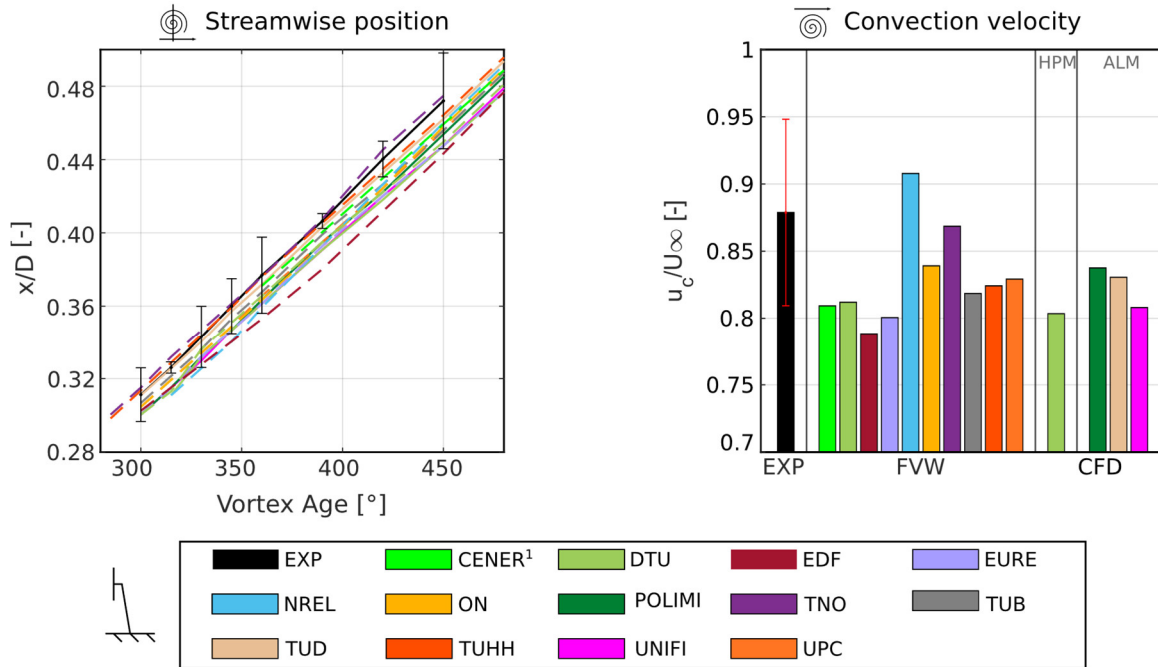 Streamwise position
x/D [-]
0.48
0.44
0.40
0.36
0.32
0.28
300 350 400 450
Vortex Age [°]
Convection velocity
HPM ALM
u_c/U∞ [-]
1
0.95
0.9
0.85
0.8
0.75
0.7
EXP FVW CFD
EXP CENER¹ DTU EDF EURE
NREL ON POLIMI TNO TUB
TUD TUHH UNIFI UPC